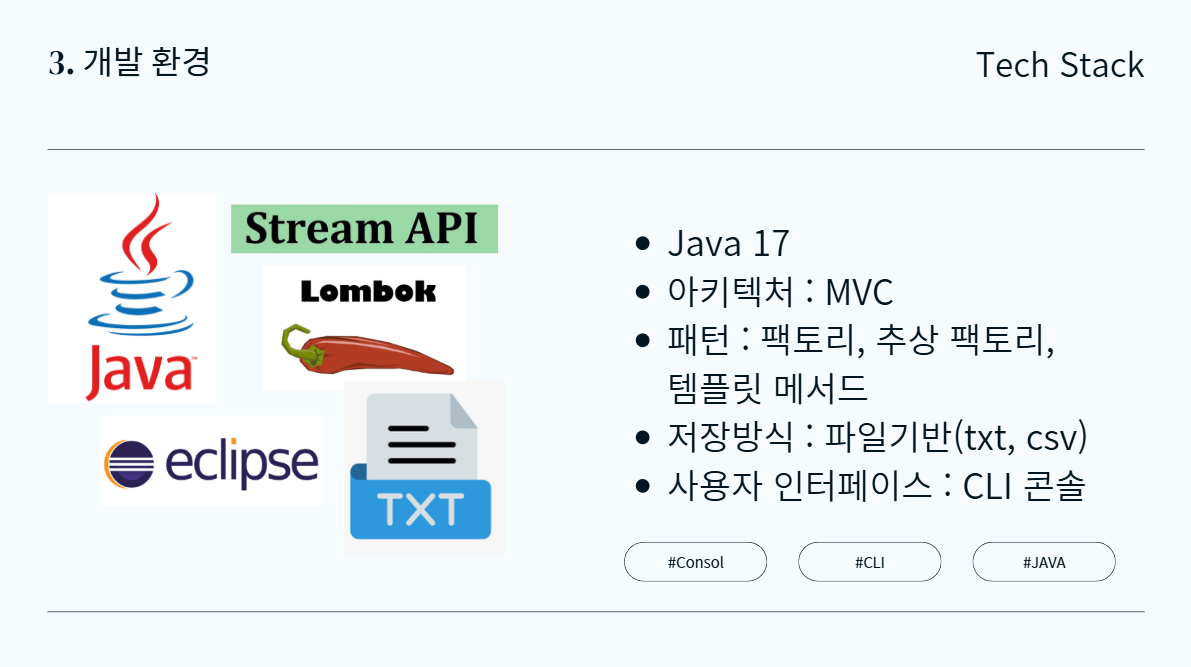 3. 개발 환경
Tech Stack
Java™
Stream API
Lombok
eclipse
TXT
Java 17
아키텍처 : MVC
패턴 : 팩토리, 추상 팩토리,
템플릿 메서드
저장방식 : 파일기반(txt, csv)
사용자 인터페이스 : CLI 콘솔
#Consol
#CLI
#JAVA